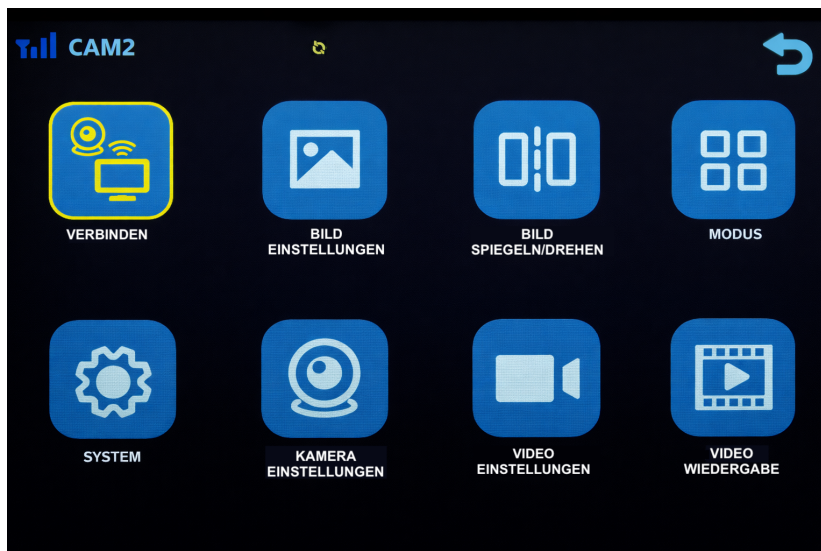 CAM2
VERBINDEN
BILD
EINSTELLUNGEN
BILD
SPIEGELN/DREHEN
MODUS
SYSTEM
KAMERA
EINSTELLUNGEN
VIDEO
EINSTELLUNGEN
VIDEO
WIEDERGABE